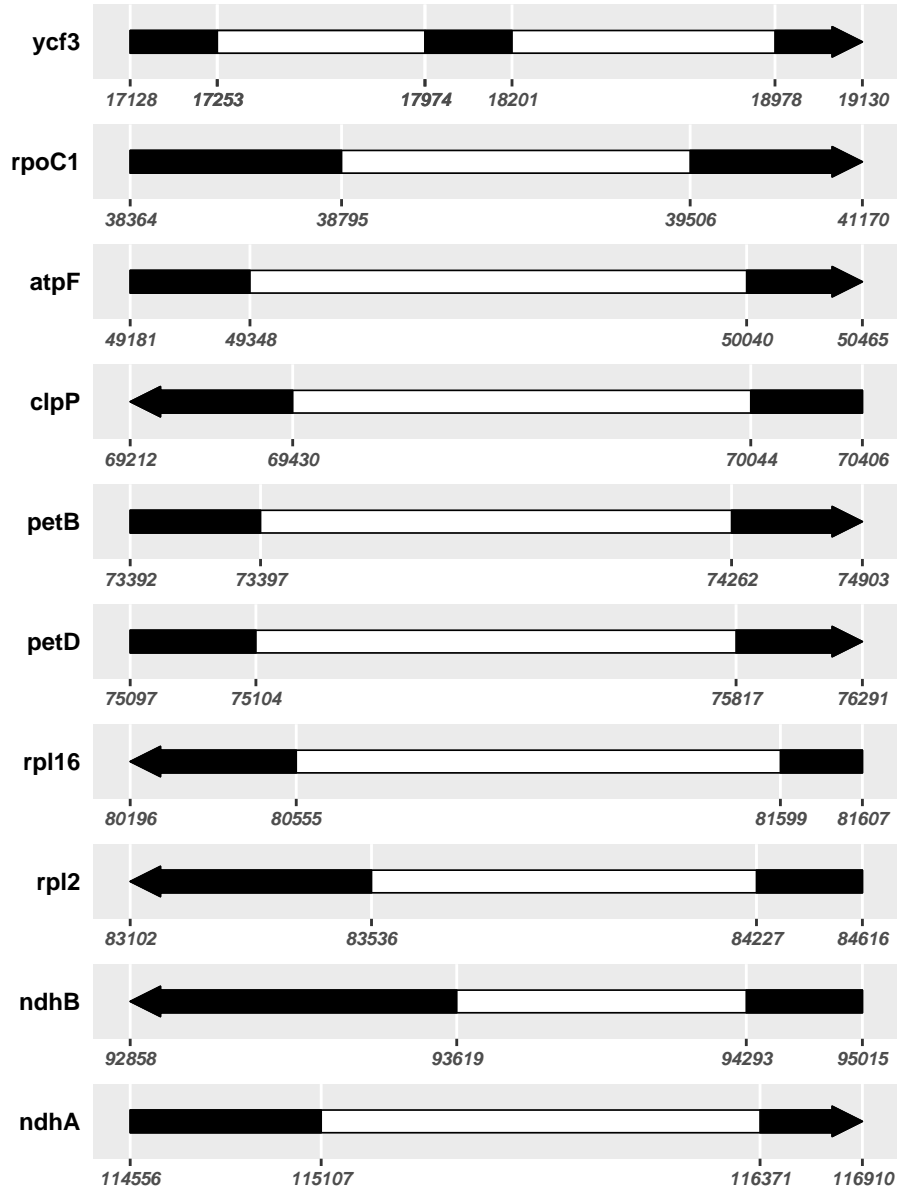 ycf3
17128 17253 17974 18201 18978 19130
rpoC1
38364 38795 39506 41170
atpF
49181 49348 50040 50465
clpP
69212 69430 70044 70406
petB
73392 73397 74262 74903
petD
75097 75104 75817 76291
rpl16
80196 80555 81599 81607
rpl2
83102 83536 84227 84616
ndhB
92858 93619 94293 95015
ndhA
114556 115107 116371 116910